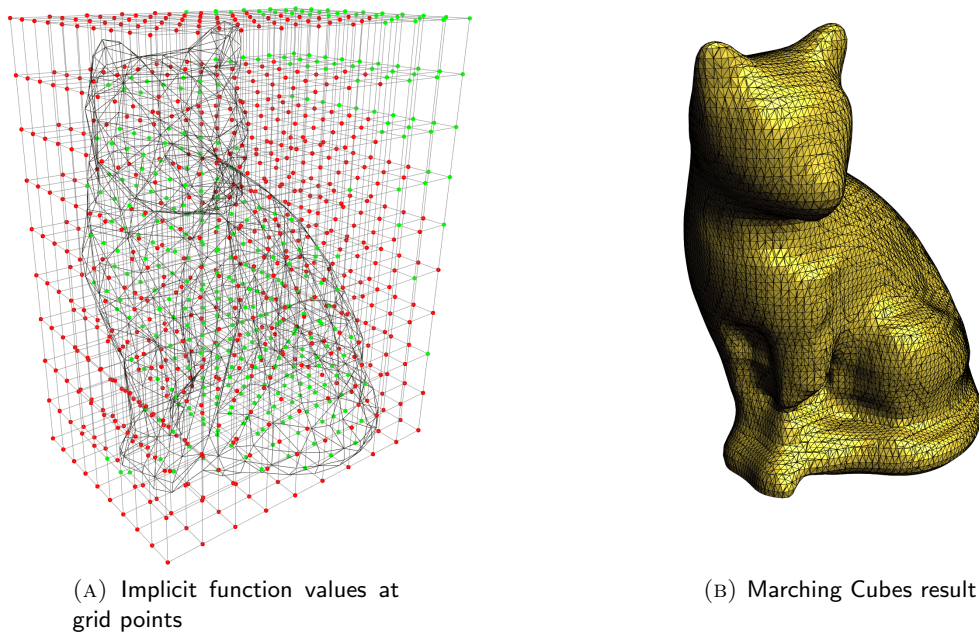 (A) Implicit function values at
grid points
(B) Marching Cubes result